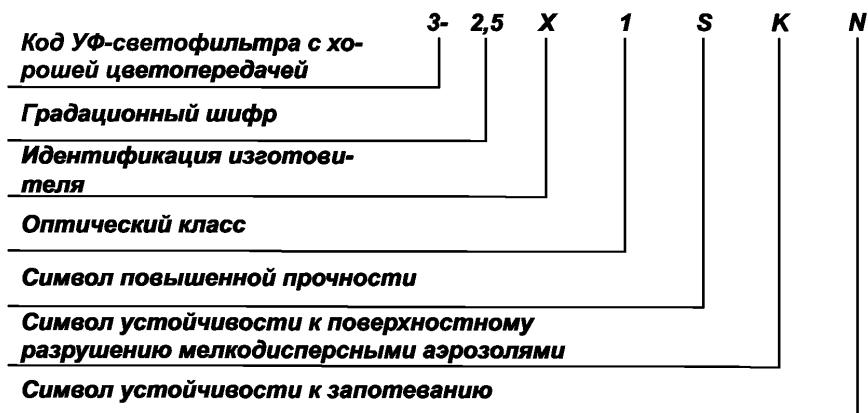 3- 2,5 X 1 S K N
Код УФ-светофильтра с хо-
рошей цветопередачей
Градационный шифр
Идентификация изготови-
теля
Оптический класс
Символ повышенной прочности
Символ устойчивости к поверхностному
разрушению мелкодисперсными аэрозолями
Символ устойчивости к запотеванию